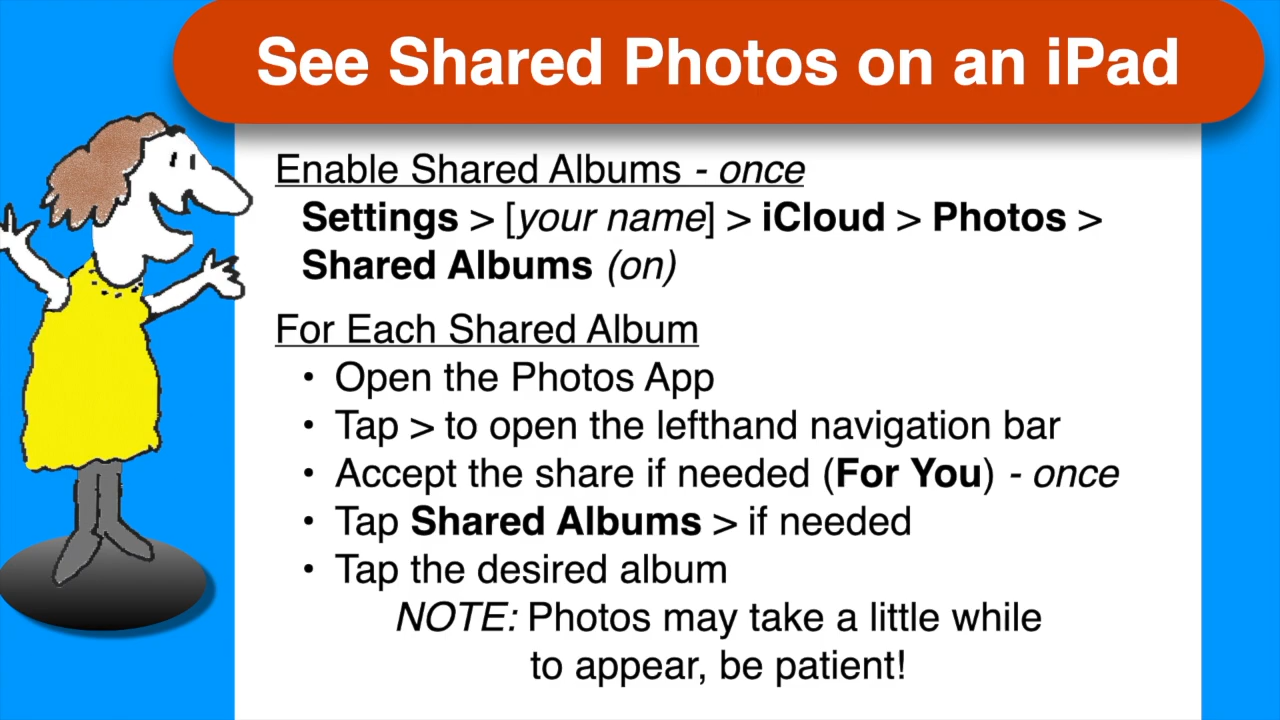 See Shared Photos on an iPad
Enable Shared Albums - once
Settings > [your name] > iCloud > Photos >
Shared Albums (on)
For Each Shared Album
• Open the Photos App
• Tap > to open the lefthand navigation bar
• Accept the share if needed (For You) - once
• Tap Shared Albums > if needed
• Tap the desired album
NOTE: Photos may take a little while
to appear, be patient!